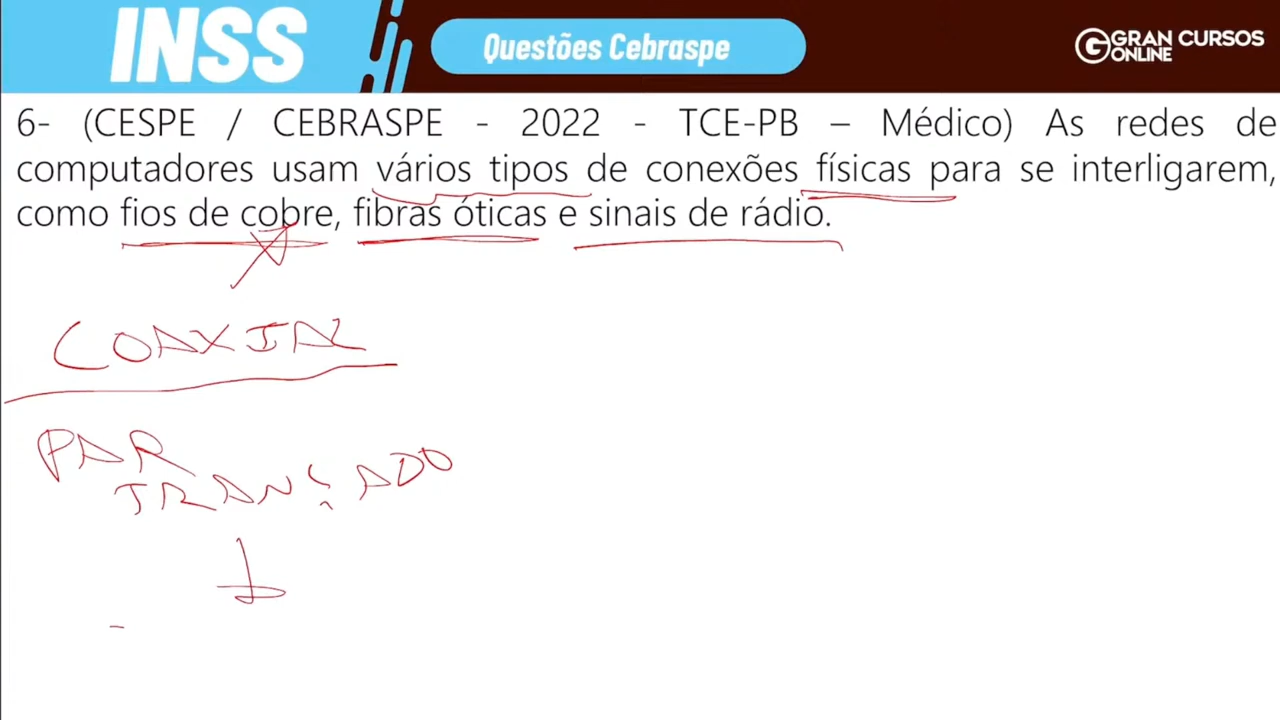 INSS
Questões Cebraspe
GRAN CURSOS
ONLINE
6- (CESPE / CEBRASPE - 2022 - TCE-PB – Médico) As redes de
computadores usam vários tipos de conexões físicas para se interligarem,
como fios de cobre, fibras óticas e sinais de rádio.
COAXIAL
PAR
TRANÇADO